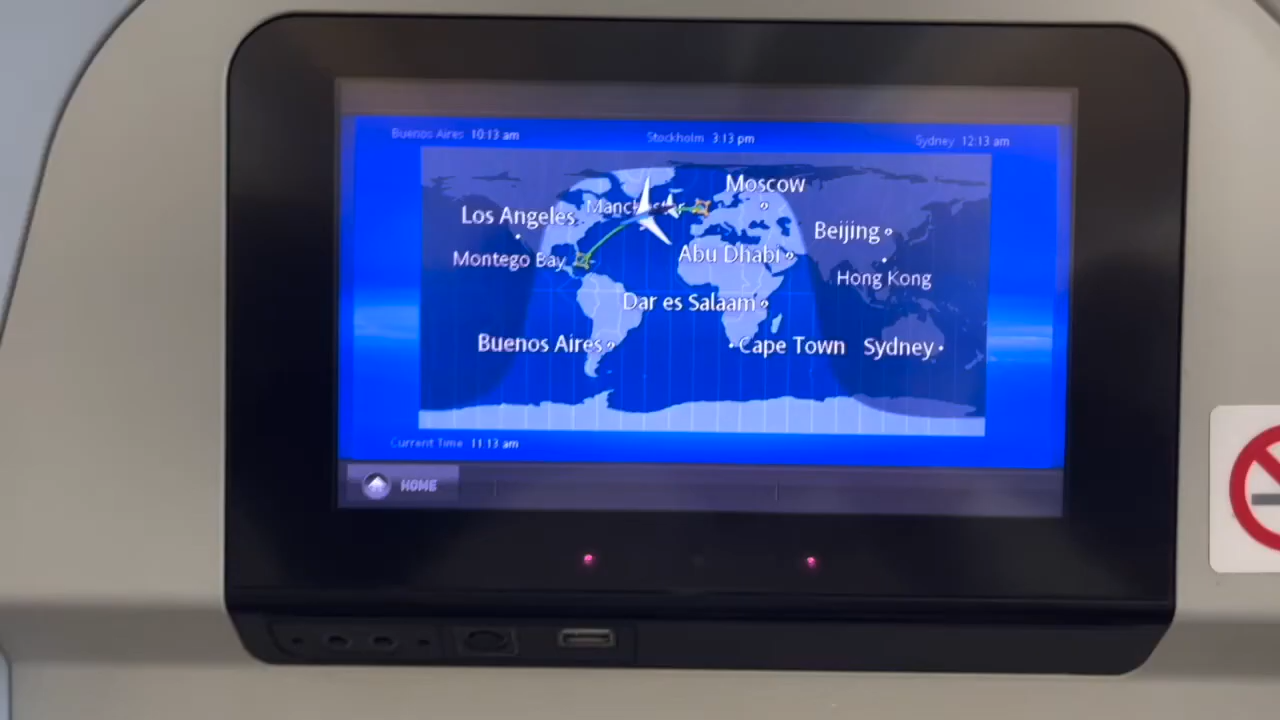 Buenos Aires 10:13 am
Stockholm 3:13 pm
Sydney 12:13 am
Moscow
Manchester
Los Angeles
Beijing
Abu Dhabi
Montego Bay
Hong Kong
Dar es Salaam
Buenos Aires
Cape Town
Sydney
Current Time 11:13 am
HOME